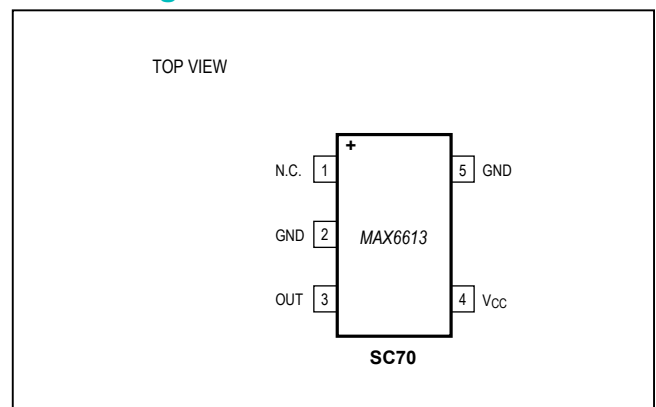 TOP VIEW
+
N.C. 1
5 GND
GND 2
MAX6613
OUT 3
4 VCC
SC70